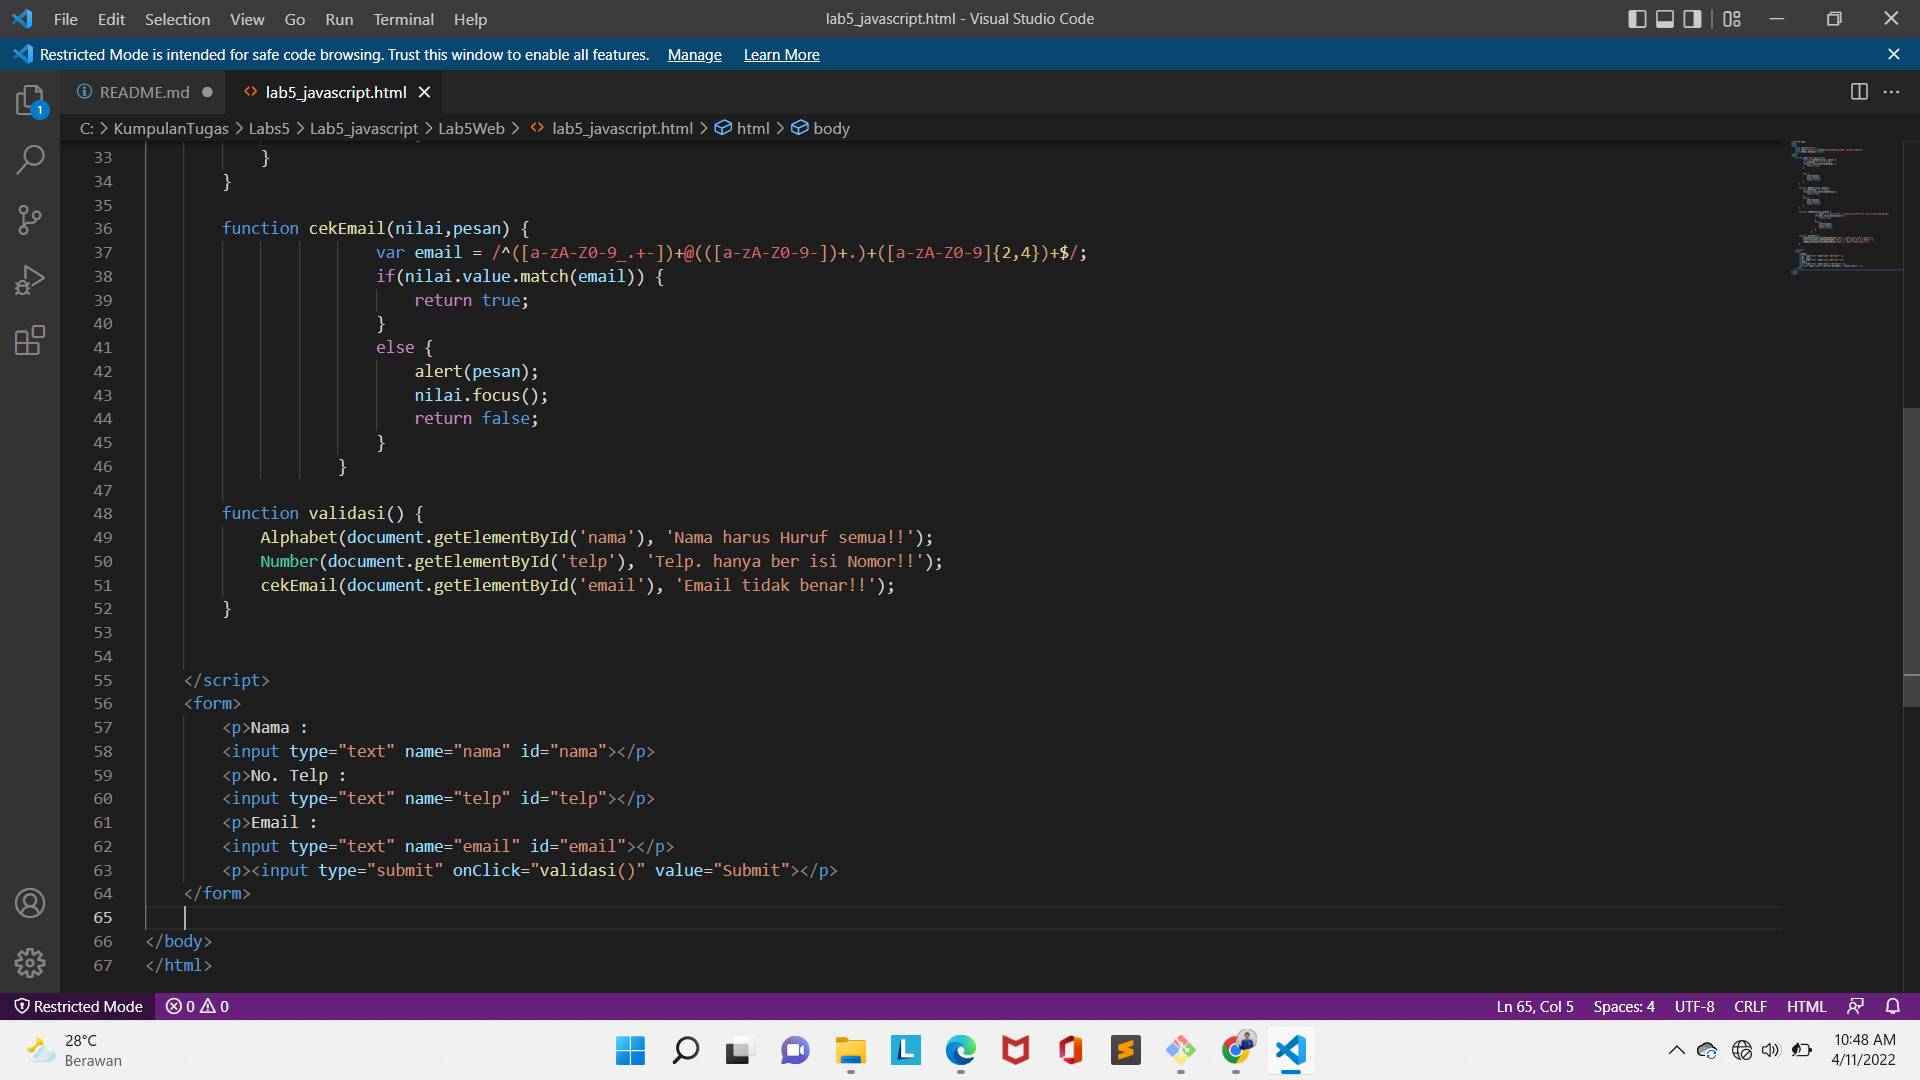 File Edit Selection View Go Run Terminal Help lab5_javascript.html - Visual Studio Code
Restricted Mode is intended for safe code browsing. Trust this window to enable all features. Manage Learn More
README.md lab5_javascript.html
1
C: > KumpulanTugas > Labs5 > Lab5_javascript > Lab5Web > lab5_javascript.html > html > body
33 }
34 }
35
36 function cekEmail(nilai,pesan) {
37 var email = /^([a-zA-Z0-9_.+-])+@(([a-zA-Z0-9-])+.)+([a-zA-Z0-9]{2,4})+$/;
38 if(nilai.value.match(email)) {
39 return true;
40 }
41 else {
42 alert(pesan);
43 nilai.focus();
44 return false;
45 }
46 }
47
48 function validasi() {
49 Alphabet(document.getElementById('nama'), 'Nama harus Huruf semua!!');
50 Number(document.getElementById('telp'), 'Telp. hanya ber isi Nomor!!');
51 cekEmail(document.getElementById('email'), 'Email tidak benar!!');
52 }
53
54
55 </script>
56 <form>
57 <p>Nama :
58 <input type="text" name="nama" id="nama"></p>
59 <p>No. Telp :
60 <input type="text" name="telp" id="telp"></p>
61 <p>Email :
62 <input type="text" name="email" id="email"></p>
63 <p><input type="submit" onClick="validasi()" value="Submit"></p>
64 </form>
65
66 </body>
67 </html>
Restricted Mode 0 0 Ln 65, Col 5 Spaces: 4 UTF-8 CRLF HTML
28°C
Berawan
10:48 AM
4/11/2022